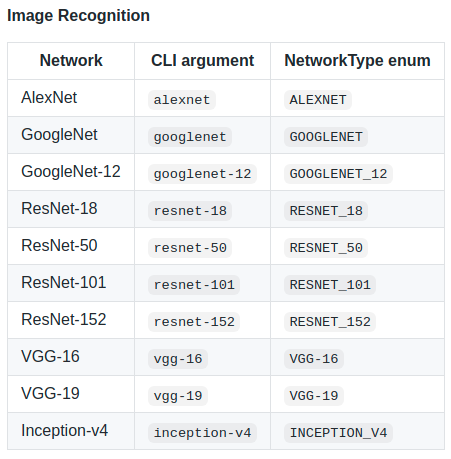 Image Recognition
Network CLI argument NetworkType enum
AlexNet alexnet ALEXNET
GoogleNet googlenet GOOGLENET
GoogleNet-12 googlenet-12 GOOGLENET_12
ResNet-18 resnet-18 RESNET_18
ResNet-50 resnet-50 RESNET_50
ResNet-101 resnet-101 RESNET_101
ResNet-152 resnet-152 RESNET_152
VGG-16 vgg-16 VGG-16
VGG-19 vgg-19 VGG-19
Inception-v4 inception-v4 INCEPTION_V4